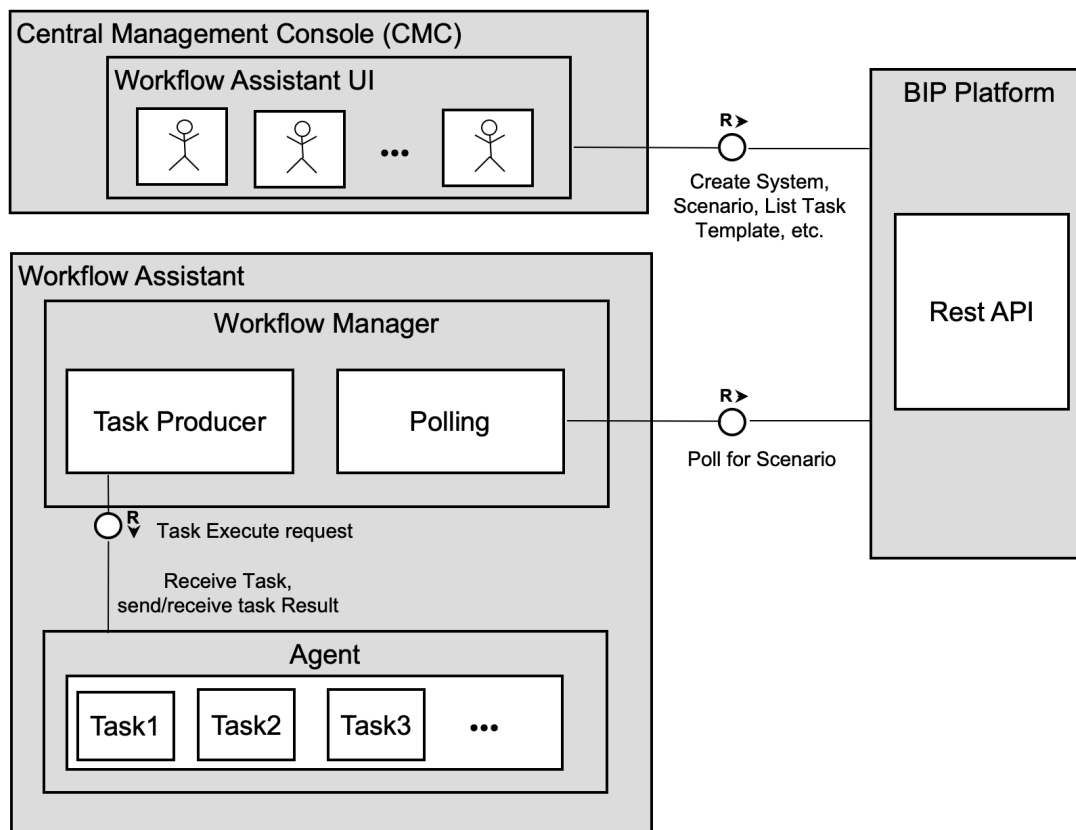 Central Management Console (CMC)
Workflow Assistant UI
•••
R
Create System,
Scenario, List Task
Template, etc.
BIP Platform
Rest API
Workflow Assistant
Workflow Manager
Task Producer
Polling
R
Poll for Scenario
R
Task Execute request
Receive Task,
send/receive task Result
Agent
Task1
Task2
Task3
•••